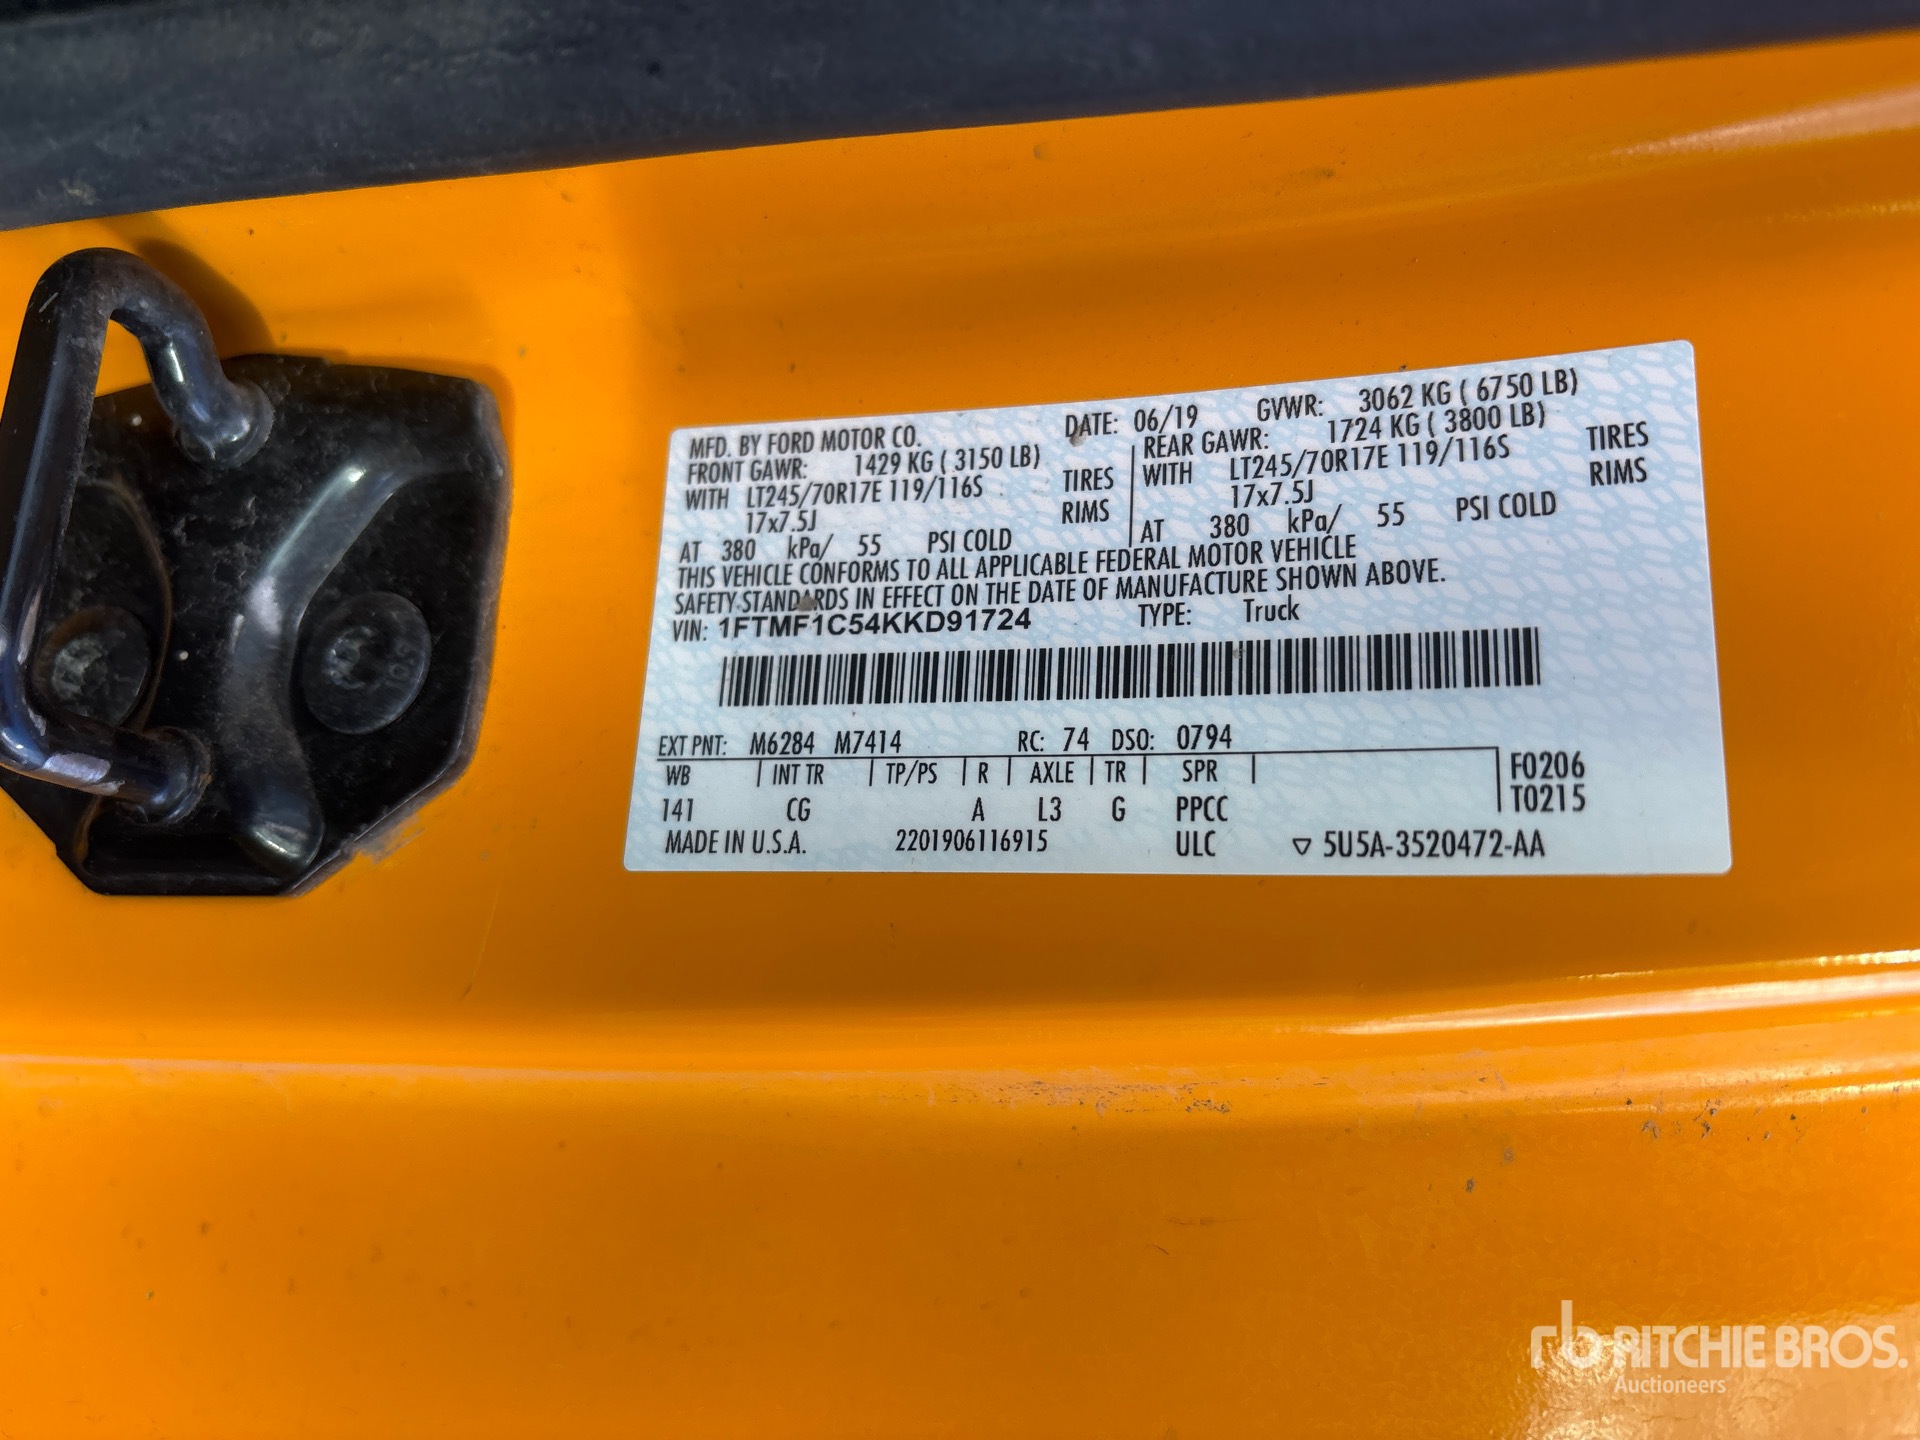 MFD. BY FORD MOTOR CO. DATE: 06/19 GVWR: 3062 KG ( 6750 LB)
FRONT GAWR: 1429 KG ( 3150 LB) REAR GAWR: 1724 KG ( 3800 LB)
WITH LT245/70R17E 119/116S TIRES WITH LT245/70R17E 119/116S TIRES
17x7.5J RIMS 17x7.5J RIMS
AT 380 kPa/ 55 PSI COLD AT 380 kPa/ 55 PSI COLD
THIS VEHICLE CONFORMS TO ALL APPLICABLE FEDERAL MOTOR VEHICLE
SAFETY STANDARDS IN EFFECT ON THE DATE OF MANUFACTURE SHOWN ABOVE.
VIN: 1FTMF1C54KKD91724 TYPE: Truck
EXT PNT: M6284 M7414 RC: 74 DSO: 0794
WB INT TR TP/PS R AXLE TR SPR F0206
141 CG A L3 G PPCC T0215
MADE IN U.S.A. 2201906116915 ULC ▽ 5U5A-3520472-AA
rb RITCHIE BROS.
Auctioneers